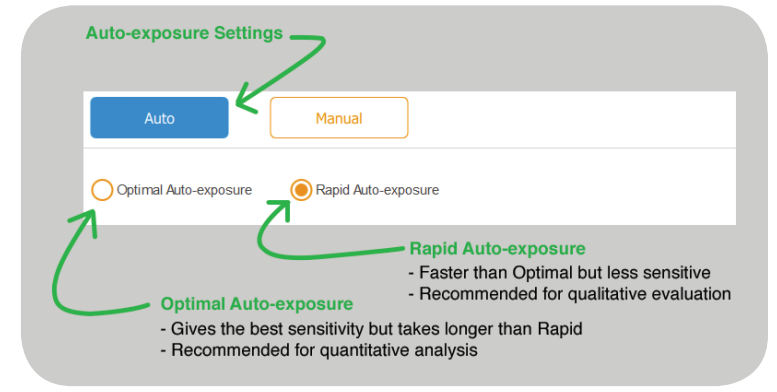 Auto-exposure Settings
Auto
Manual
Optimal Auto-exposure
Rapid Auto-exposure
Rapid Auto-exposure
- Faster than Optimal but less sensitive
- Recommended for qualitative evaluation
Optimal Auto-exposure
- Gives the best sensitivity but takes longer than Rapid
- Recommended for quantitative analysis